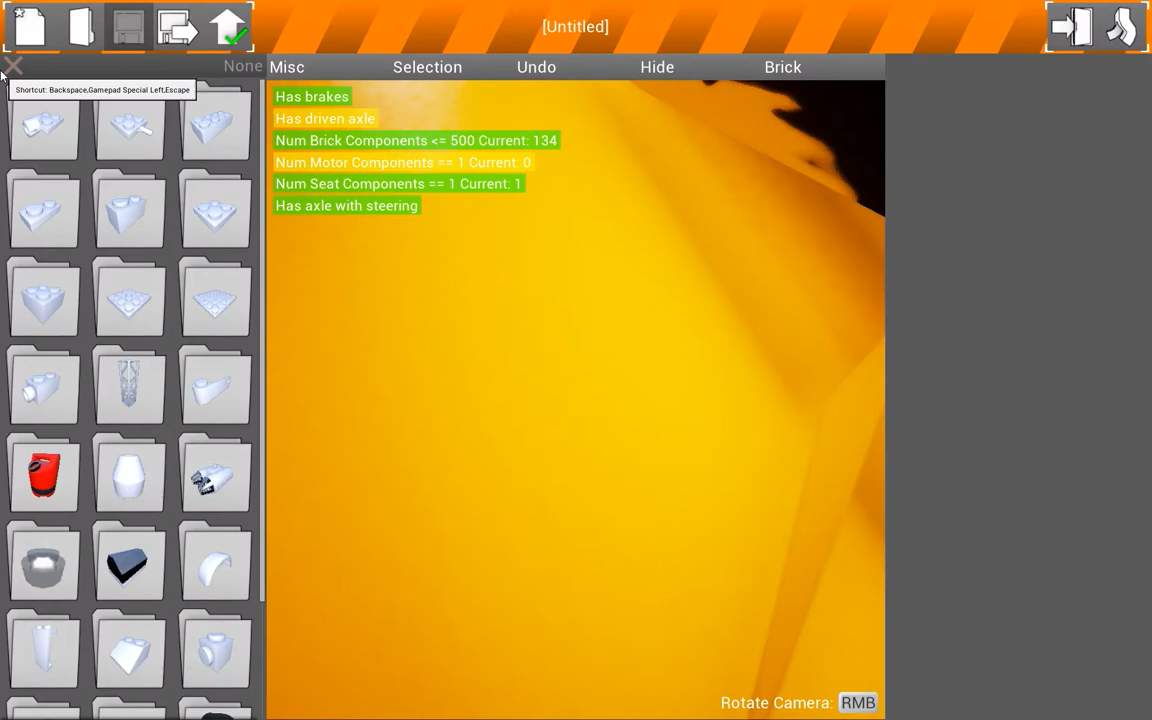 [Untitled]
None
Misc
Selection
Undo
Hide
Brick
Shortcut: Backspace,Gamepad Special Left,Escape
Has brakes
Has driven axle
Num Brick Components <= 500 Current: 134
Num Motor Components == 1 Current: 0
Num Seat Components == 1 Current: 1
Has axle with steering
Rotate Camera: RMB